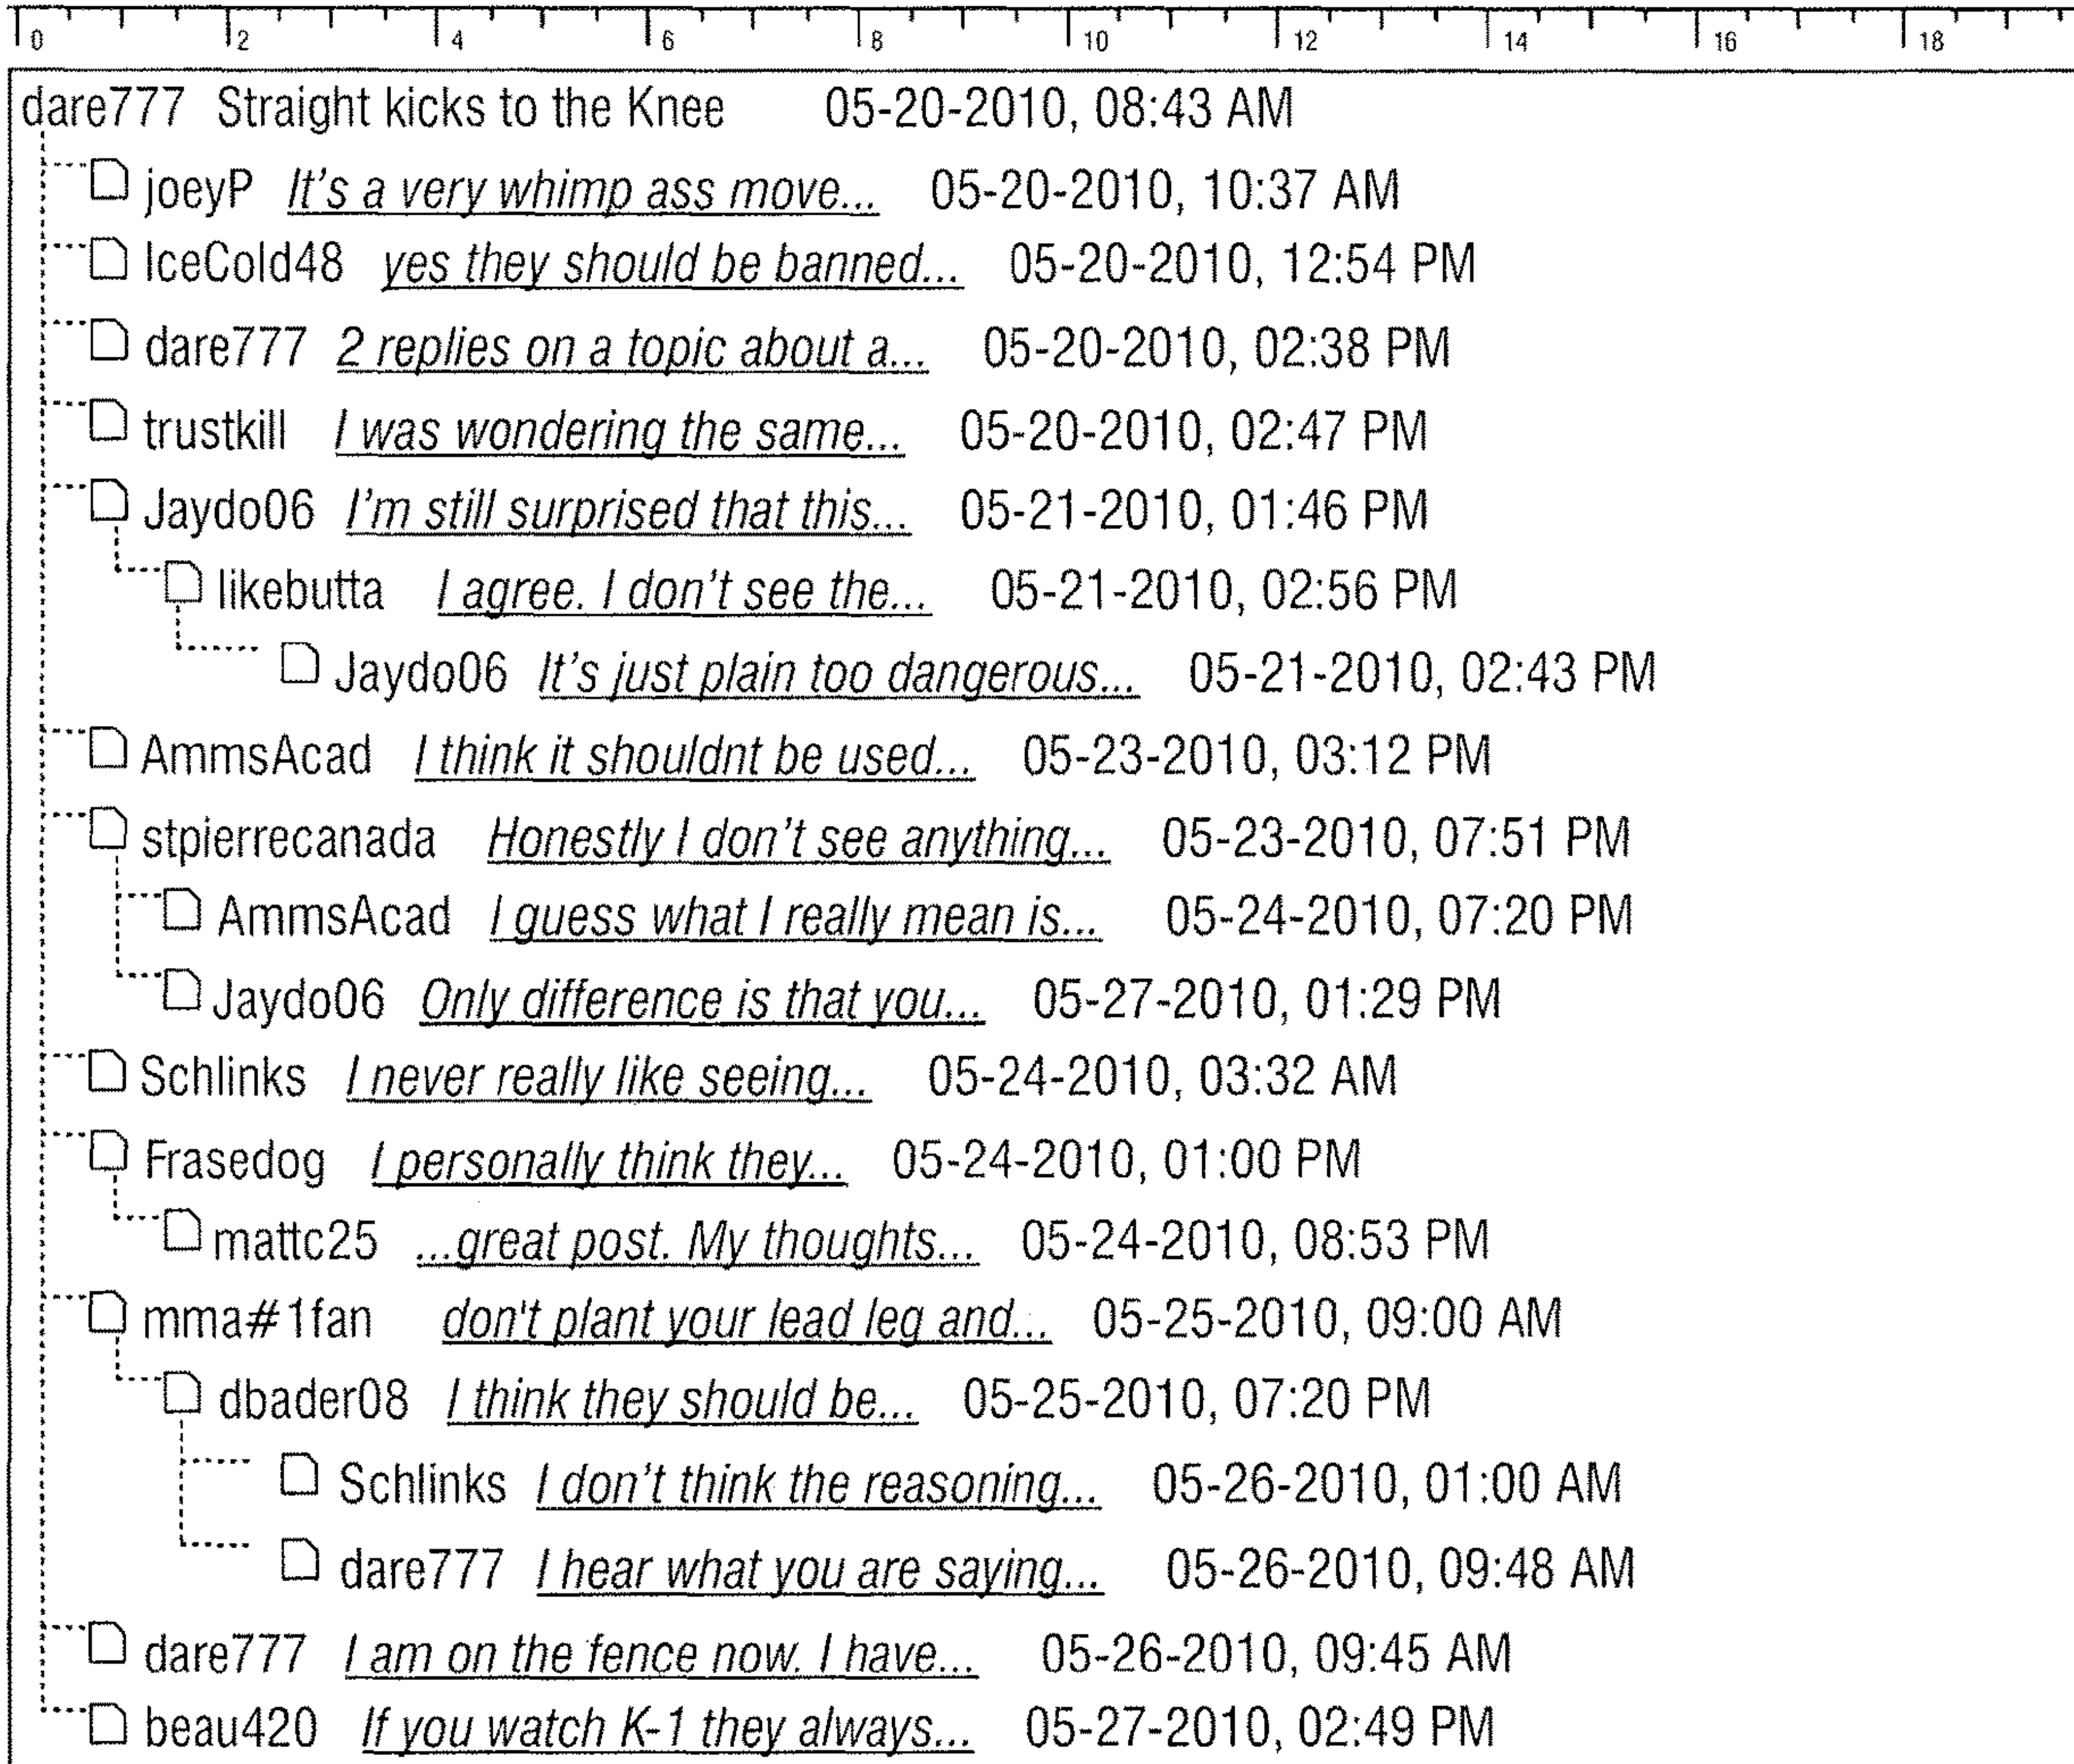 0 2 4 6 8 10 12 14 16 18
dare777 Straight kicks to the Knee 05-20-2010, 08:43 AM
joeyP It's a very whimp ass move... 05-20-2010, 10:37 AM
IceCold48 yes they should be banned... 05-20-2010, 12:54 PM
dare777 2 replies on a topic about a... 05-20-2010, 02:38 PM
trustkill I was wondering the same... 05-20-2010, 02:47 PM
Jaydo06 I'm still surprised that this... 05-21-2010, 01:46 PM
likebutta I agree. I don't see the... 05-21-2010, 02:56 PM
Jaydo06 It's just plain too dangerous... 05-21-2010, 02:43 PM
AmmsAcad I think it shouldnt be used... 05-23-2010, 03:12 PM
stpierrecanada Honestly I don't see anything... 05-23-2010, 07:51 PM
AmmsAcad I guess what I really mean is... 05-24-2010, 07:20 PM
Jaydo06 Only difference is that you... 05-27-2010, 01:29 PM
Schlinks I never really like seeing... 05-24-2010, 03:32 AM
Frasedog I personally think they... 05-24-2010, 01:00 PM
mattc25 ...great post. My thoughts... 05-24-2010, 08:53 PM
mma#1fan don't plant your lead leg and... 05-25-2010, 09:00 AM
dbader08 I think they should be... 05-25-2010, 07:20 PM
Schlinks I don't think the reasoning... 05-26-2010, 01:00 AM
dare777 I hear what you are saying... 05-26-2010, 09:48 AM
dare777 I am on the fence now. I have... 05-26-2010, 09:45 AM
beau420 If you watch K-1 they always... 05-27-2010, 02:49 PM